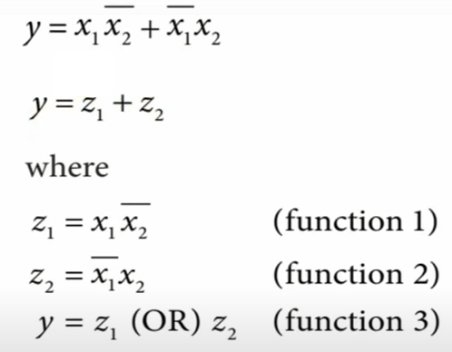 y = x₁x̅₂ + x̅₁x₂
y = z₁ + z₂
where
z₁ = x₁x̅₂ (function 1)
z₂ = x̅₁x₂ (function 2)
y = z₁ (OR) z₂ (function 3)